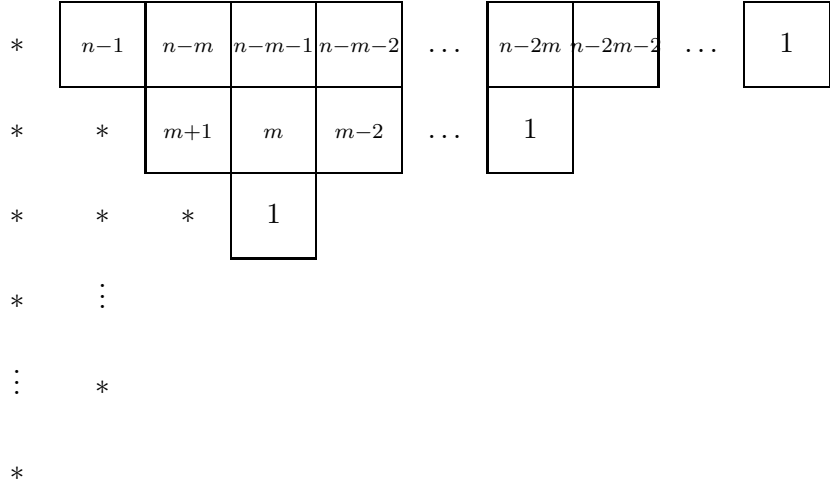 * n−1 n−m n−m−1 n−m−2 … n−2m n−2m−2 … 1
* * m+1 m m−2 … 1
* * * 1
* ⋮
⋮ *
*